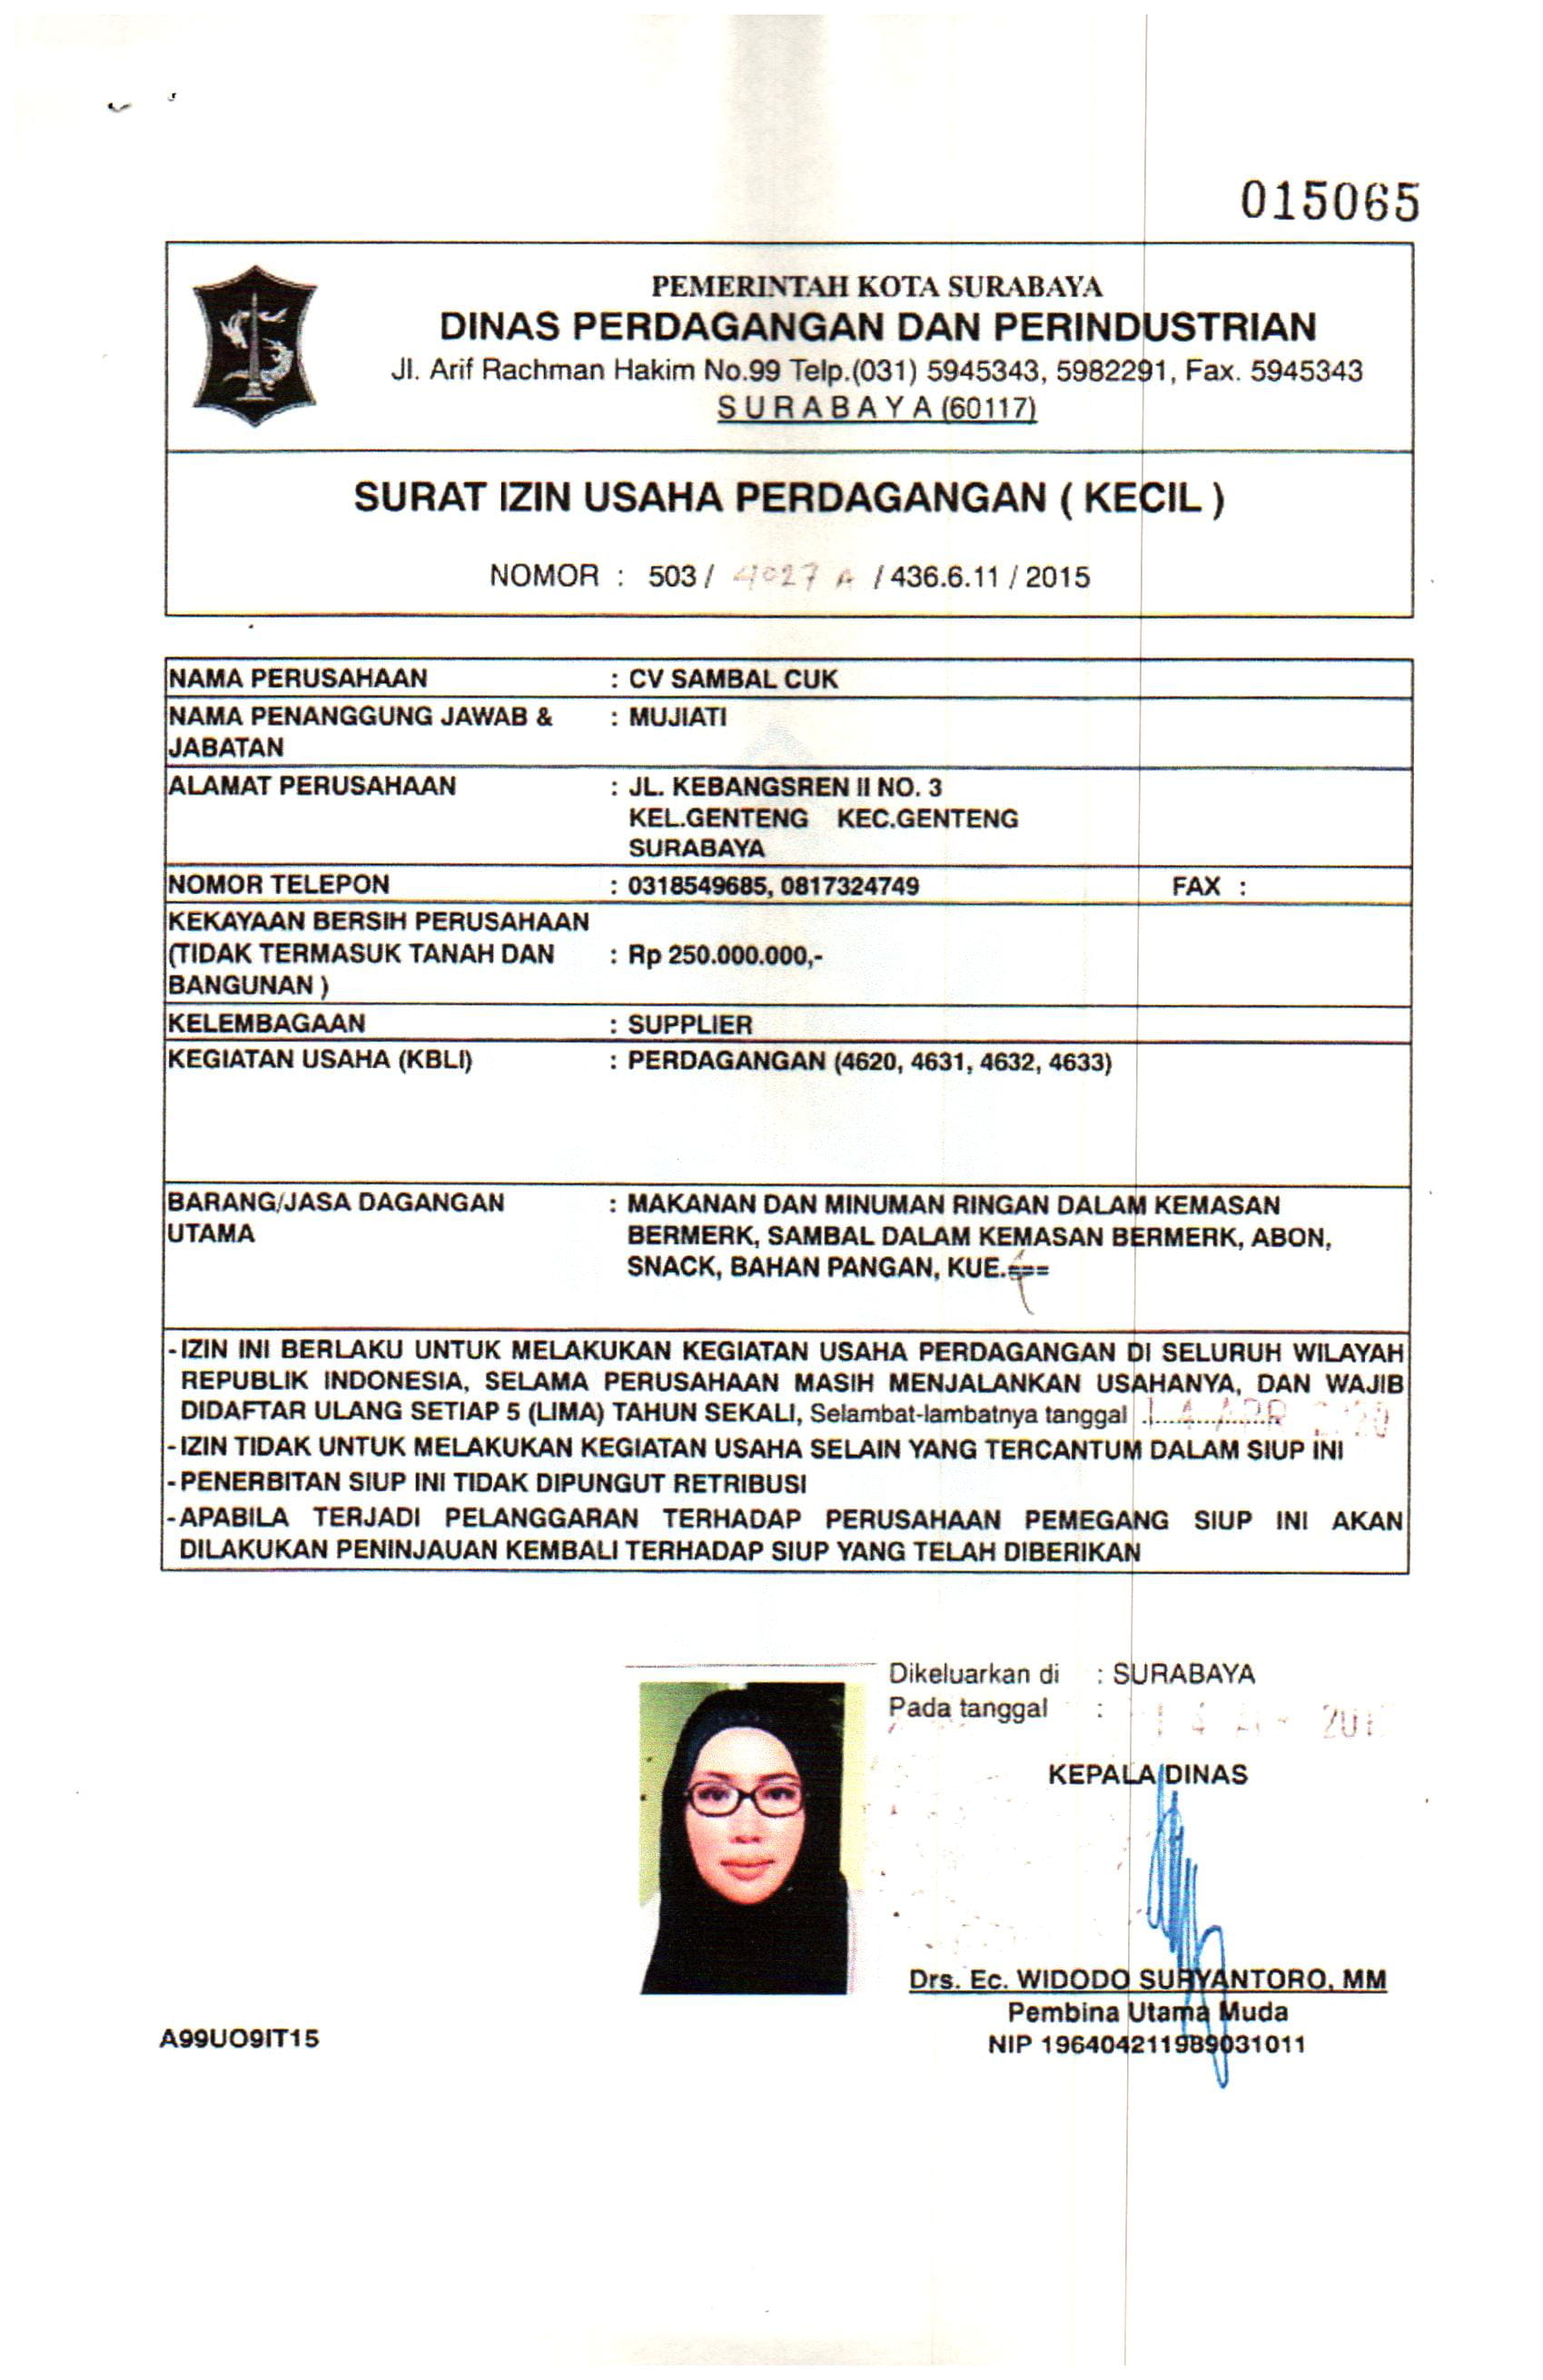 015065
PEMERINTAH KOTA SURABAYA
DINAS PERDAGANGAN DAN PERINDUSTRIAN
Jl. Arif Rachman Hakim No.99 Telp.(031) 5945343, 5982291, Fax. 5945343
SURABAYA (60117)
SURAT IZIN USAHA PERDAGANGAN ( KECIL )
NOMOR : 503 / 4027 A / 436.6.11 / 2015
NAMA PERUSAHAAN : CV SAMBAL CUK
NAMA PENANGGUNG JAWAB & : MUJIATI
JABATAN
ALAMAT PERUSAHAAN : JL. KEBANGSREN II NO. 3
KEL.GENTENG KEC.GENTENG
SURABAYA
NOMOR TELEPON : 0318549685, 0817324749 FAX :
KEKAYAAN BERSIH PERUSAHAAN
(TIDAK TERMASUK TANAH DAN : Rp 250.000.000,-
BANGUNAN )
KELEMBAGAAN : SUPPLIER
KEGIATAN USAHA (KBLI) : PERDAGANGAN (4620, 4631, 4632, 4633)
BARANG/JASA DAGANGAN : MAKANAN DAN MINUMAN RINGAN DALAM KEMASAN
UTAMA BERMERK, SAMBAL DALAM KEMASAN BERMERK, ABON,
SNACK, BAHAN PANGAN, KUE.===
- IZIN INI BERLAKU UNTUK MELAKUKAN KEGIATAN USAHA PERDAGANGAN DI SELURUH WILAYAH
REPUBLIK INDONESIA, SELAMA PERUSAHAAN MASIH MENJALANKAN USAHANYA, DAN WAJIB
DIDAFTAR ULANG SETIAP 5 (LIMA) TAHUN SEKALI, Selambat-lambatnya tanggal 14 APR 2020
- IZIN TIDAK UNTUK MELAKUKAN KEGIATAN USAHA SELAIN YANG TERCANTUM DALAM SIUP INI
- PENERBITAN SIUP INI TIDAK DIPUNGUT RETRIBUSI
- APABILA TERJADI PELANGGARAN TERHADAP PERUSAHAAN PEMEGANG SIUP INI AKAN
DILAKUKAN PENINJAUAN KEMBALI TERHADAP SIUP YANG TELAH DIBERIKAN
Dikeluarkan di : SURABAYA
Pada tanggal : 14
KEPALA DINAS
Drs. Ec. WIDODO SURYANTORO, MM
Pembina Utama Muda
NIP 196404211989031011
A99UO9IT15